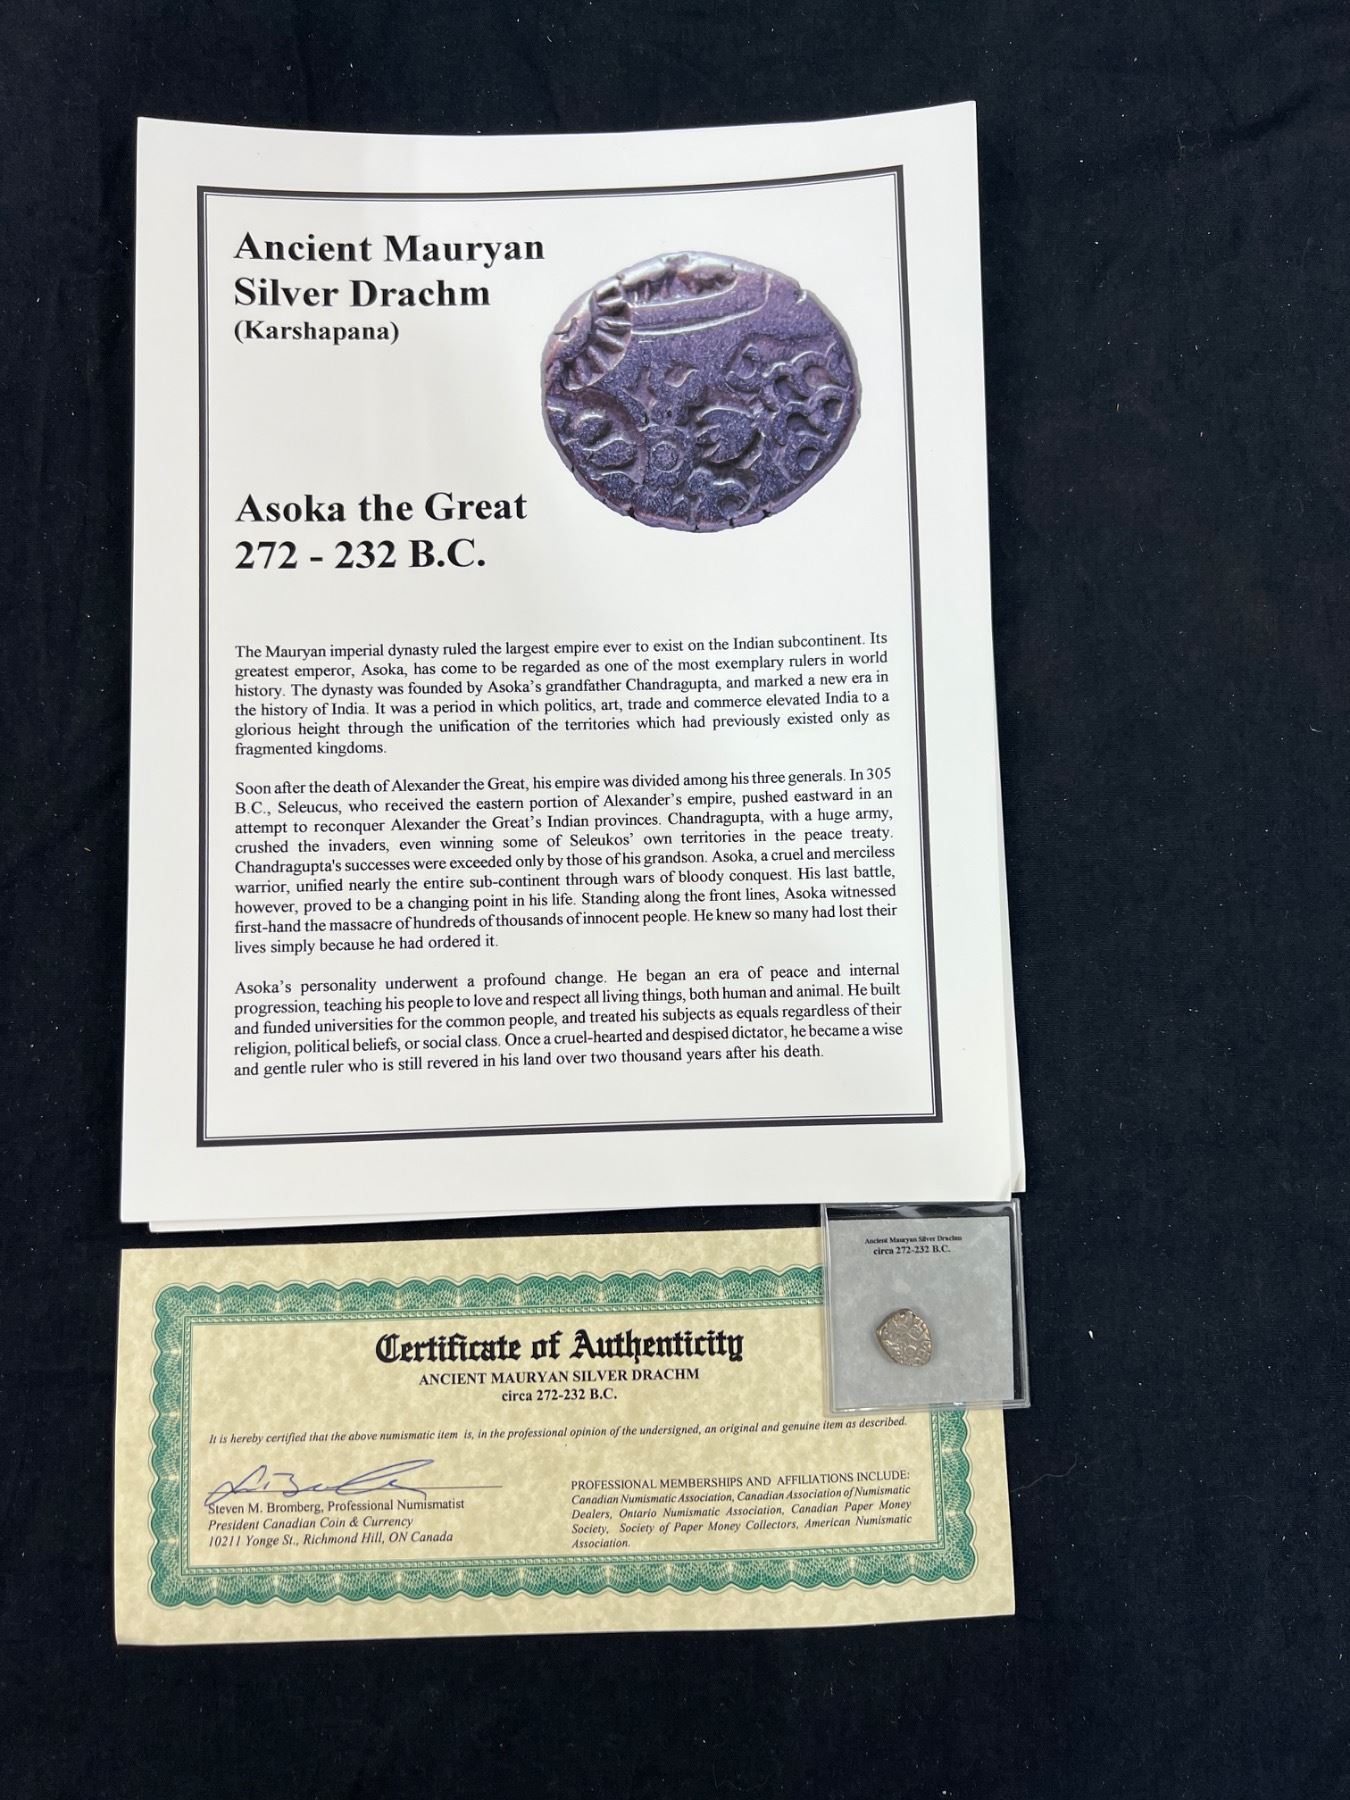 Ancient Mauryan
Silver Drachm
(Karshapana)
Asoka the Great
272 - 232 B.C.
The Mauryan imperial dynasty ruled the largest empire ever to exist on the Indian subcontinent. Its
greatest emperor, Asoka, has come to be regarded as one of the most exemplary rulers in world
history. The dynasty was founded by Asoka's grandfather Chandragupta, and marked a new era in
the history of India. It was a period in which politics, art, trade and commerce elevated India to a
glorious height through the unification of the territories which had previously existed only as
fragmented kingdoms.
Soon after the death of Alexander the Great, his empire was divided among his three generals. In 305
B.C., Seleucus, who received the eastern portion of Alexander's empire, pushed eastward in an
attempt to reconquer Alexander the Great's Indian provinces. Chandragupta, with a huge army,
crushed the invaders, even winning some of Seleukos' own territories in the peace treaty.
Chandragupta's successes were exceeded only by those of his grandson. Asoka, a cruel and merciless
warrior, unified nearly the entire sub-continent through wars of bloody conquest. His last battle,
however, proved to be a changing point in his life. Standing along the front lines, Asoka witnessed
first-hand the massacre of hundreds of thousands of innocent people. He knew so many had lost their
lives simply because he had ordered it.
Asoka's personality underwent a profound change. He began an era of peace and internal
progression, teaching his people to love and respect all living things, both human and animal. He built
and funded universities for the common people, and treated his subjects as equals regardless of their
religion, political beliefs, or social class. Once a cruel-hearted and despised dictator, he became a wise
and gentle ruler who is still revered in his land over two thousand years after his death.
Ancient Mauryan Silver Drachm
circa 272-232 B.C.
Certificate of Authenticity
ANCIENT MAURYAN SILVER DRACHM
circa 272-232 B.C.
It is hereby certified that the above numismatic item is, in the professional opinion of the undersigned, an original and genuine item as described.
Steven M. Bromberg, Professional Numismatist
President Canadian Coin & Currency
10211 Yonge St., Richmond Hill, ON Canada
PROFESSIONAL MEMBERSHIPS AND AFFILIATIONS INCLUDE:
Canadian Numismatic Association, Canadian Association of Numismatic
Dealers, Ontario Numismatic Association, Canadian Paper Money
Society, Society of Paper Money Collectors, American Numismatic
Association.